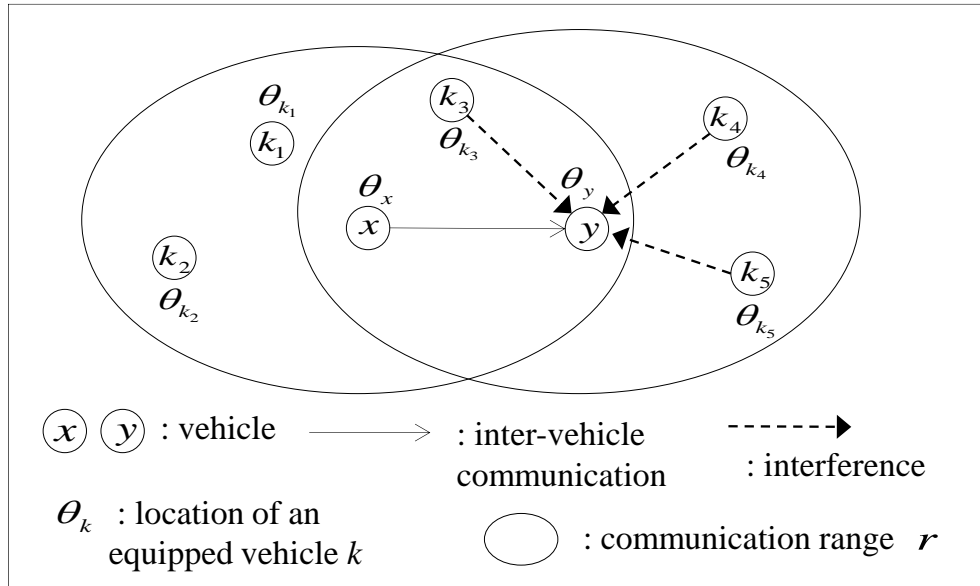 θ_{k_1}
k_1
k_3
θ_{k_3}
k_4
θ_{k_4}
θ_x
x
θ_y
y
k_2
θ_{k_2}
k_5
θ_{k_5}
x y : vehicle
: inter-vehicle
communication
: interference
θ_k : location of an
equipped vehicle k
: communication range r